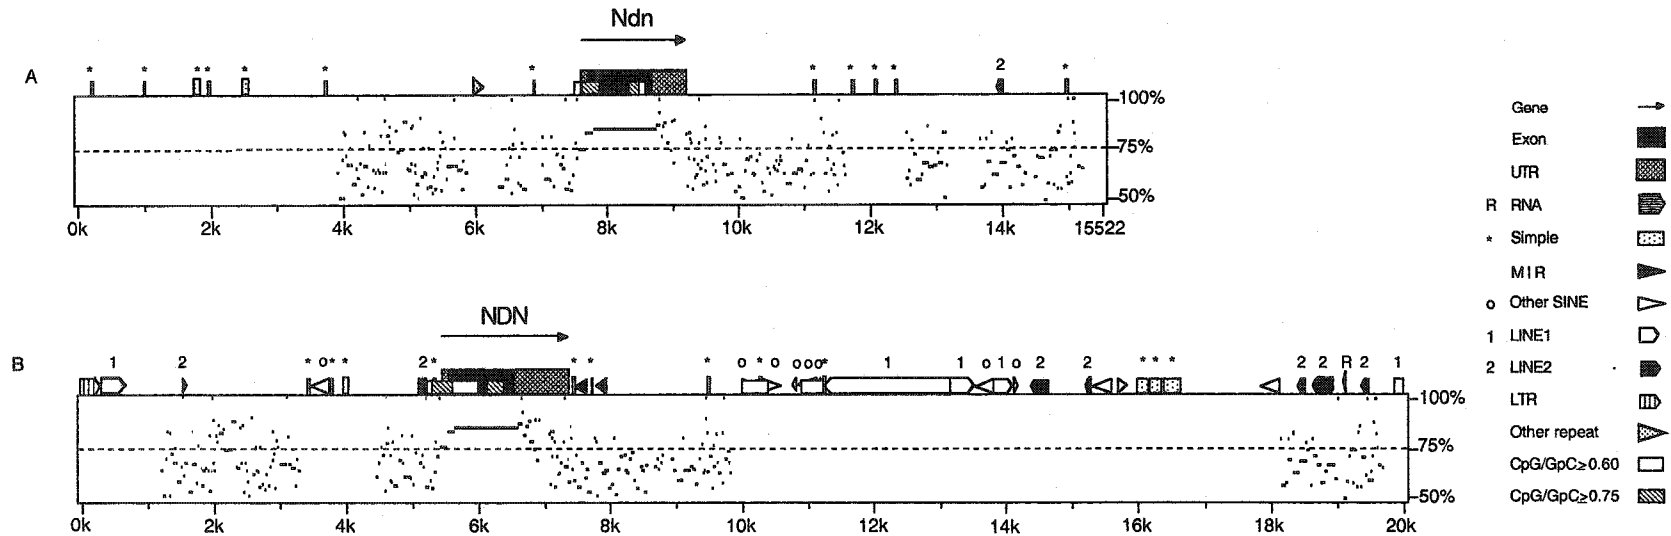 Ndn
A
* * * * * * * * * * * 2 *
100%
75%
50%
0k 2k 4k 6k 8k 10k 12k 14k 15522
NDN
B
1 2 * o * * 2 * * * * o * o o o o * 1 1 o 1 o 2 2 * * * 2 2 R 2 1
100%
75%
50%
0k 2k 4k 6k 8k 10k 12k 14k 16k 18k 20k
Gene
Exon
UTR
R RNA
* Simple
MIR
o Other SINE
1 LINE1
2 LINE2
LTR
Other repeat
CpG/GpC≥0.60
CpG/GpC≥0.75